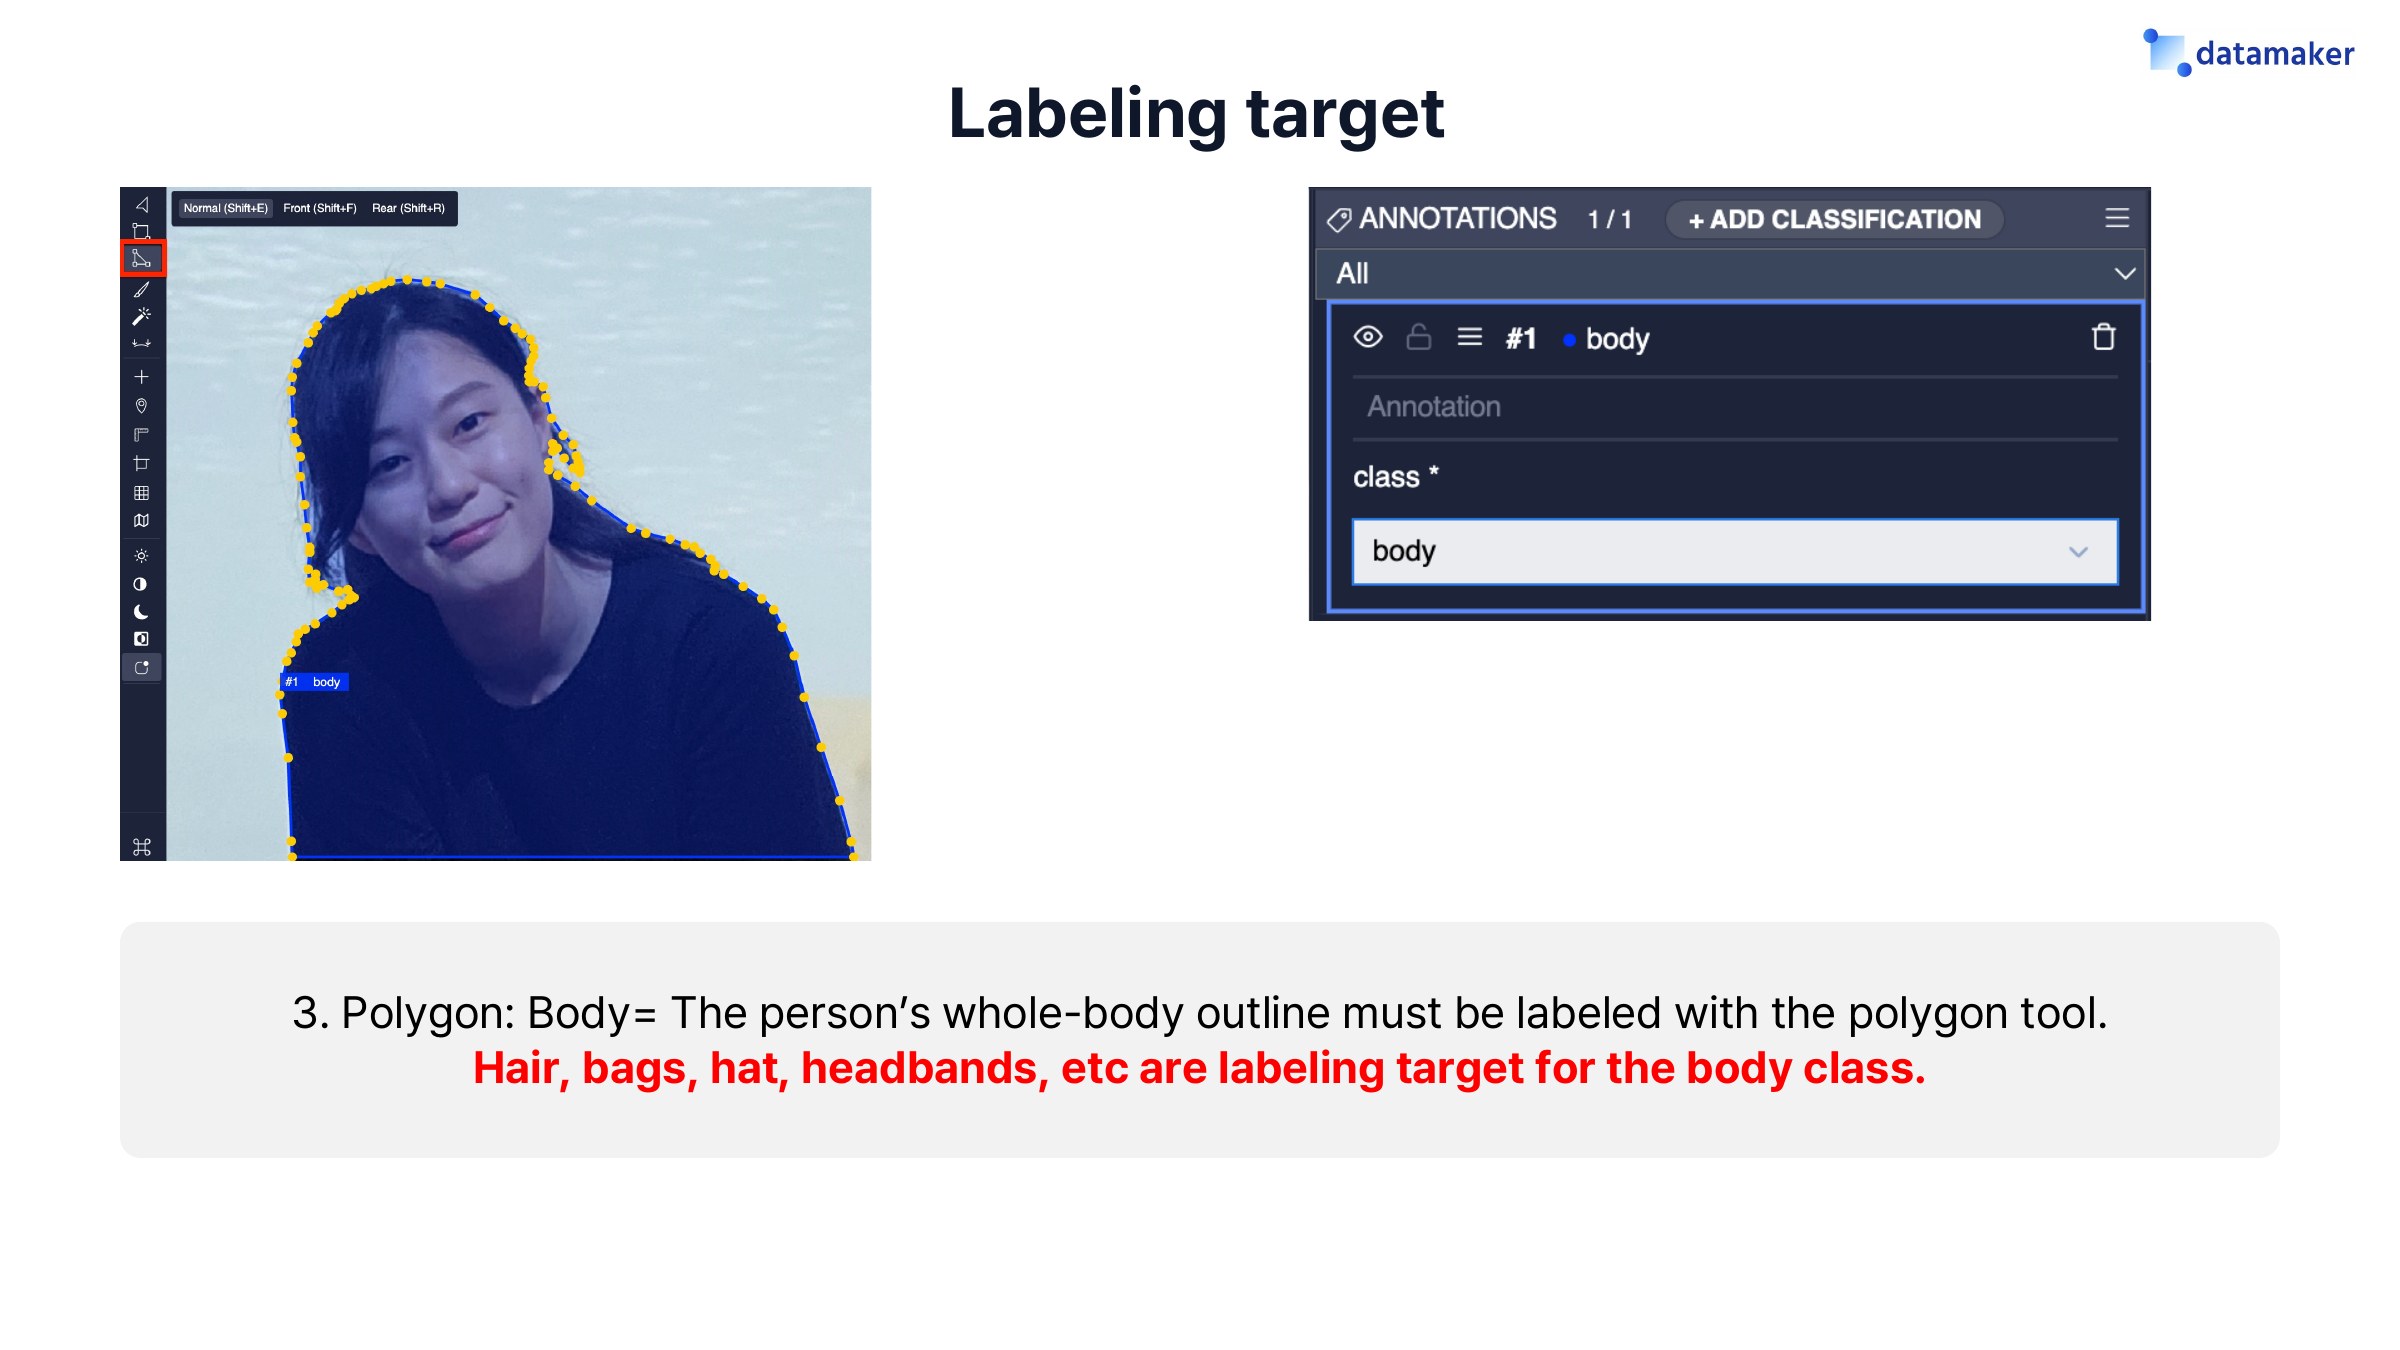 datamaker
Labeling target
Normal (Shift+E) Front (Shift+F) Rear (Shift+R)
#1 body
ANNOTATIONS 1 / 1 + ADD CLASSIFICATION
All
#1 body
Annotation
class *
body
3. Polygon: Body= The person’s whole-body outline must be labeled with the polygon tool.
Hair, bags, hat, headbands, etc are labeling target for the body class.